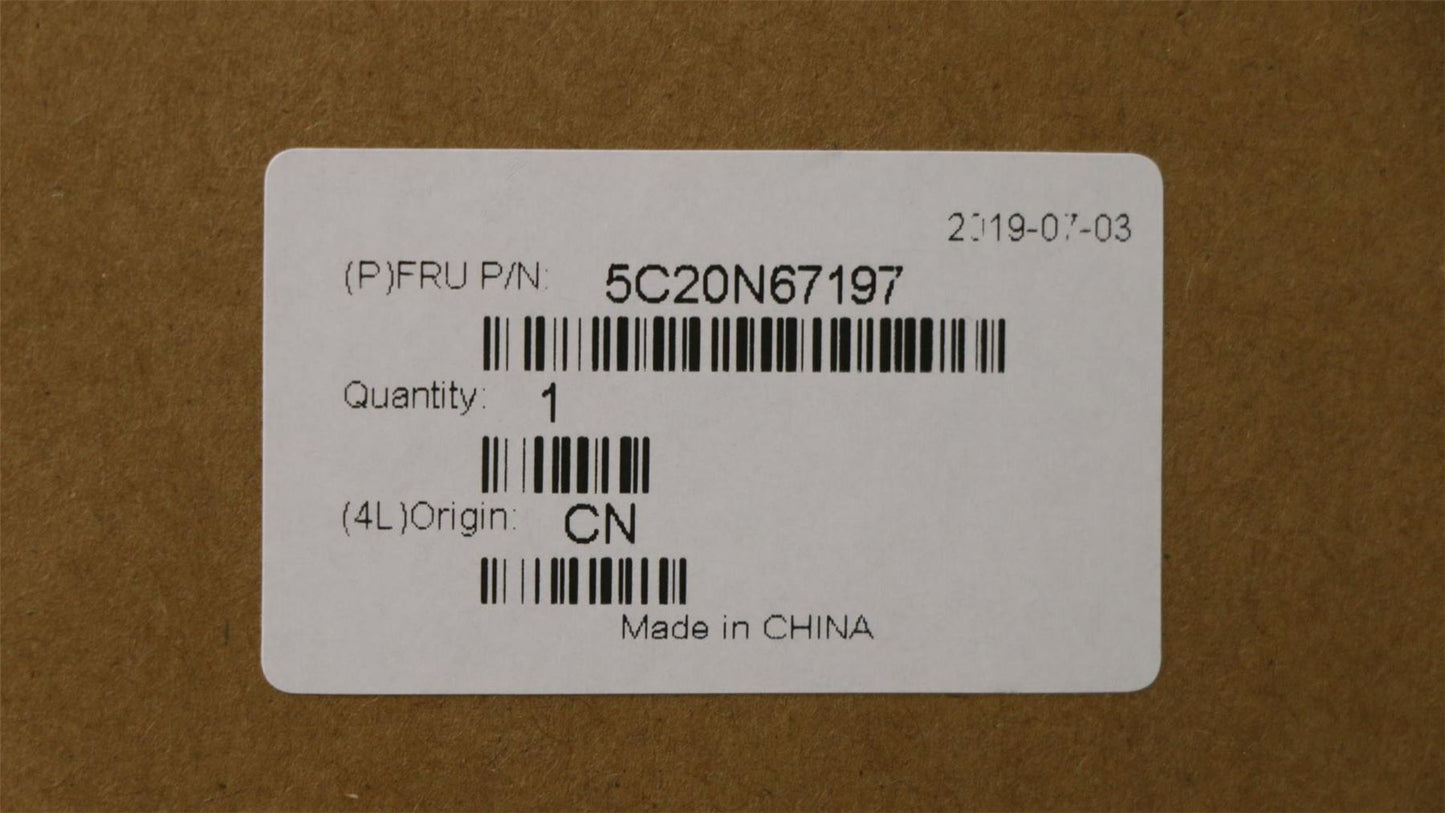 2019-07-03
(P)FRU P/N: 5C20N67197
Quantity: 1
(4L)Origin: CN
Made in CHINA